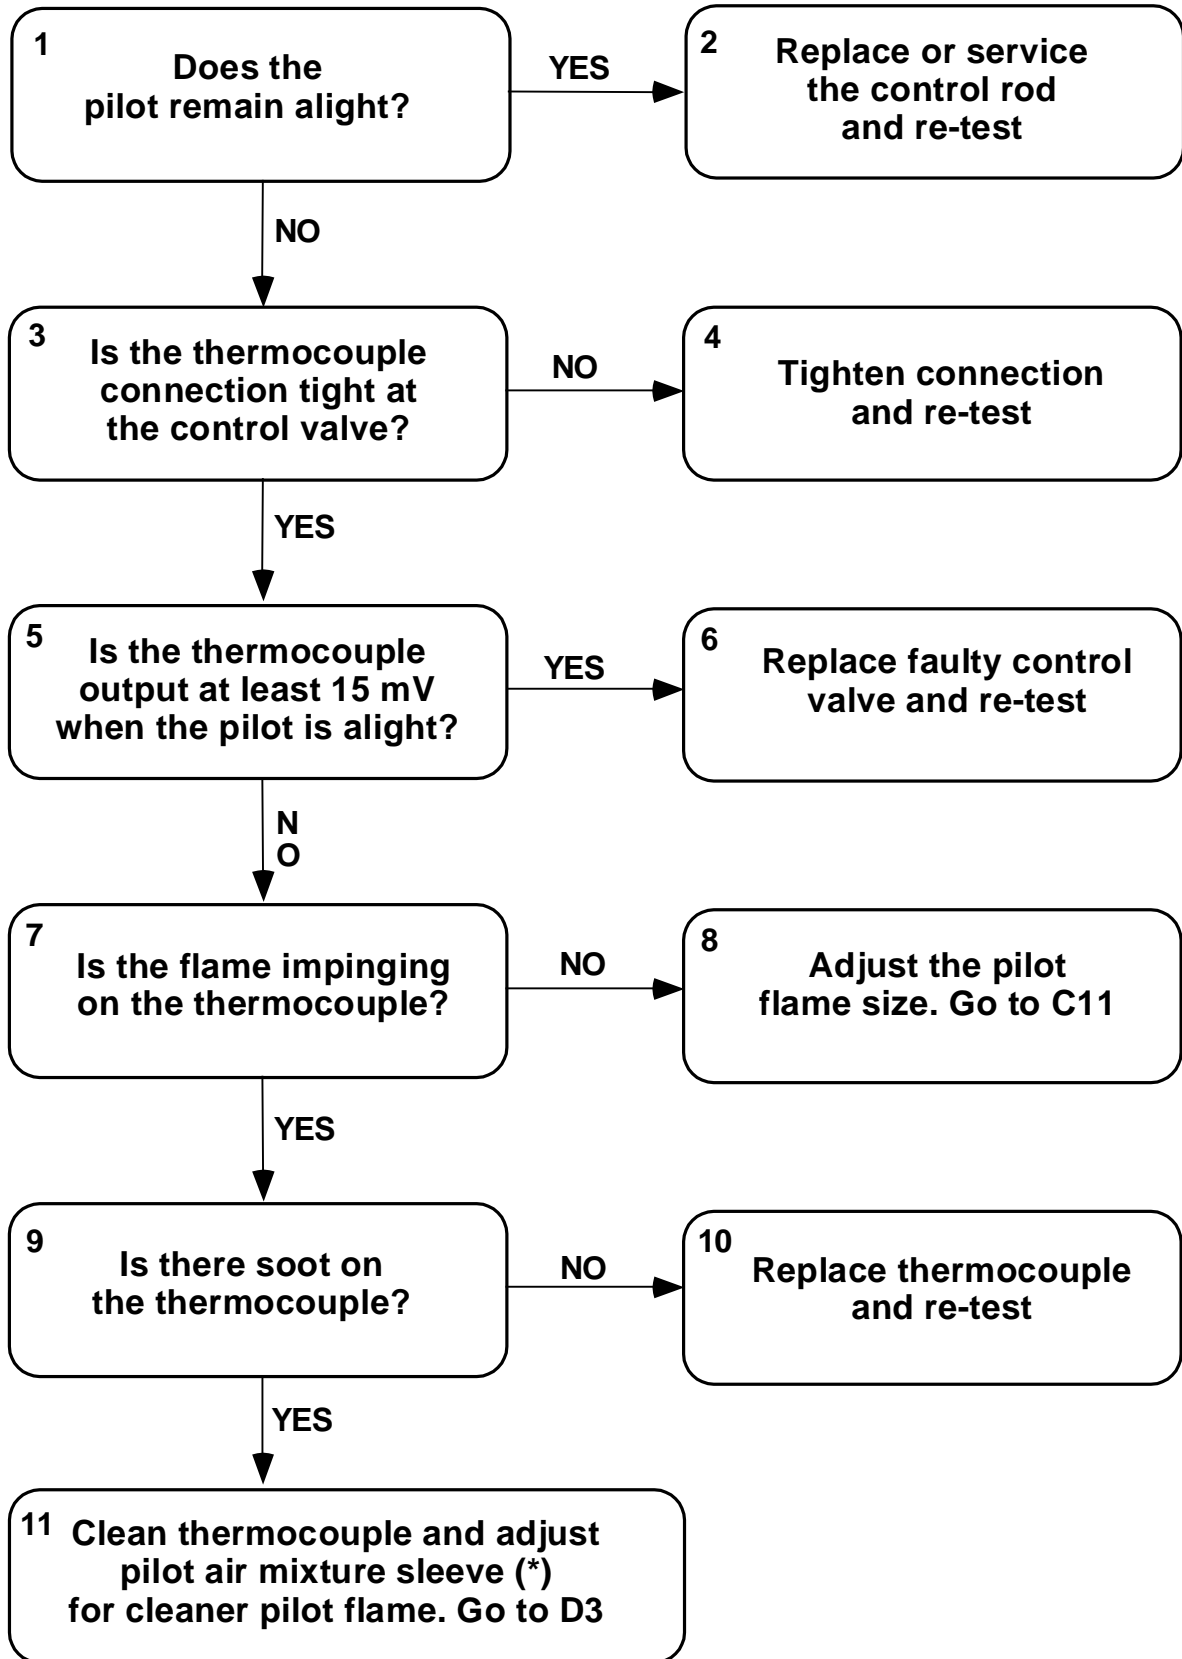 1
Does the
pilot remain alight?
YES
2
Replace or service
the control rod
and re-test
NO
3
Is the thermocouple
connection tight at
the control valve?
NO
4
Tighten connection
and re-test
YES
5
Is the thermocouple
output at least 15 mV
when the pilot is alight?
YES
6
Replace faulty control
valve and re-test
N
O
7
Is the flame impinging
on the thermocouple?
NO
8
Adjust the pilot
flame size. Go to C11
YES
9
Is there soot on
the thermocouple?
NO
10
Replace thermocouple
and re-test
YES
11
Clean thermocouple and adjust
pilot air mixture sleeve (*)
for cleaner pilot flame. Go to D3